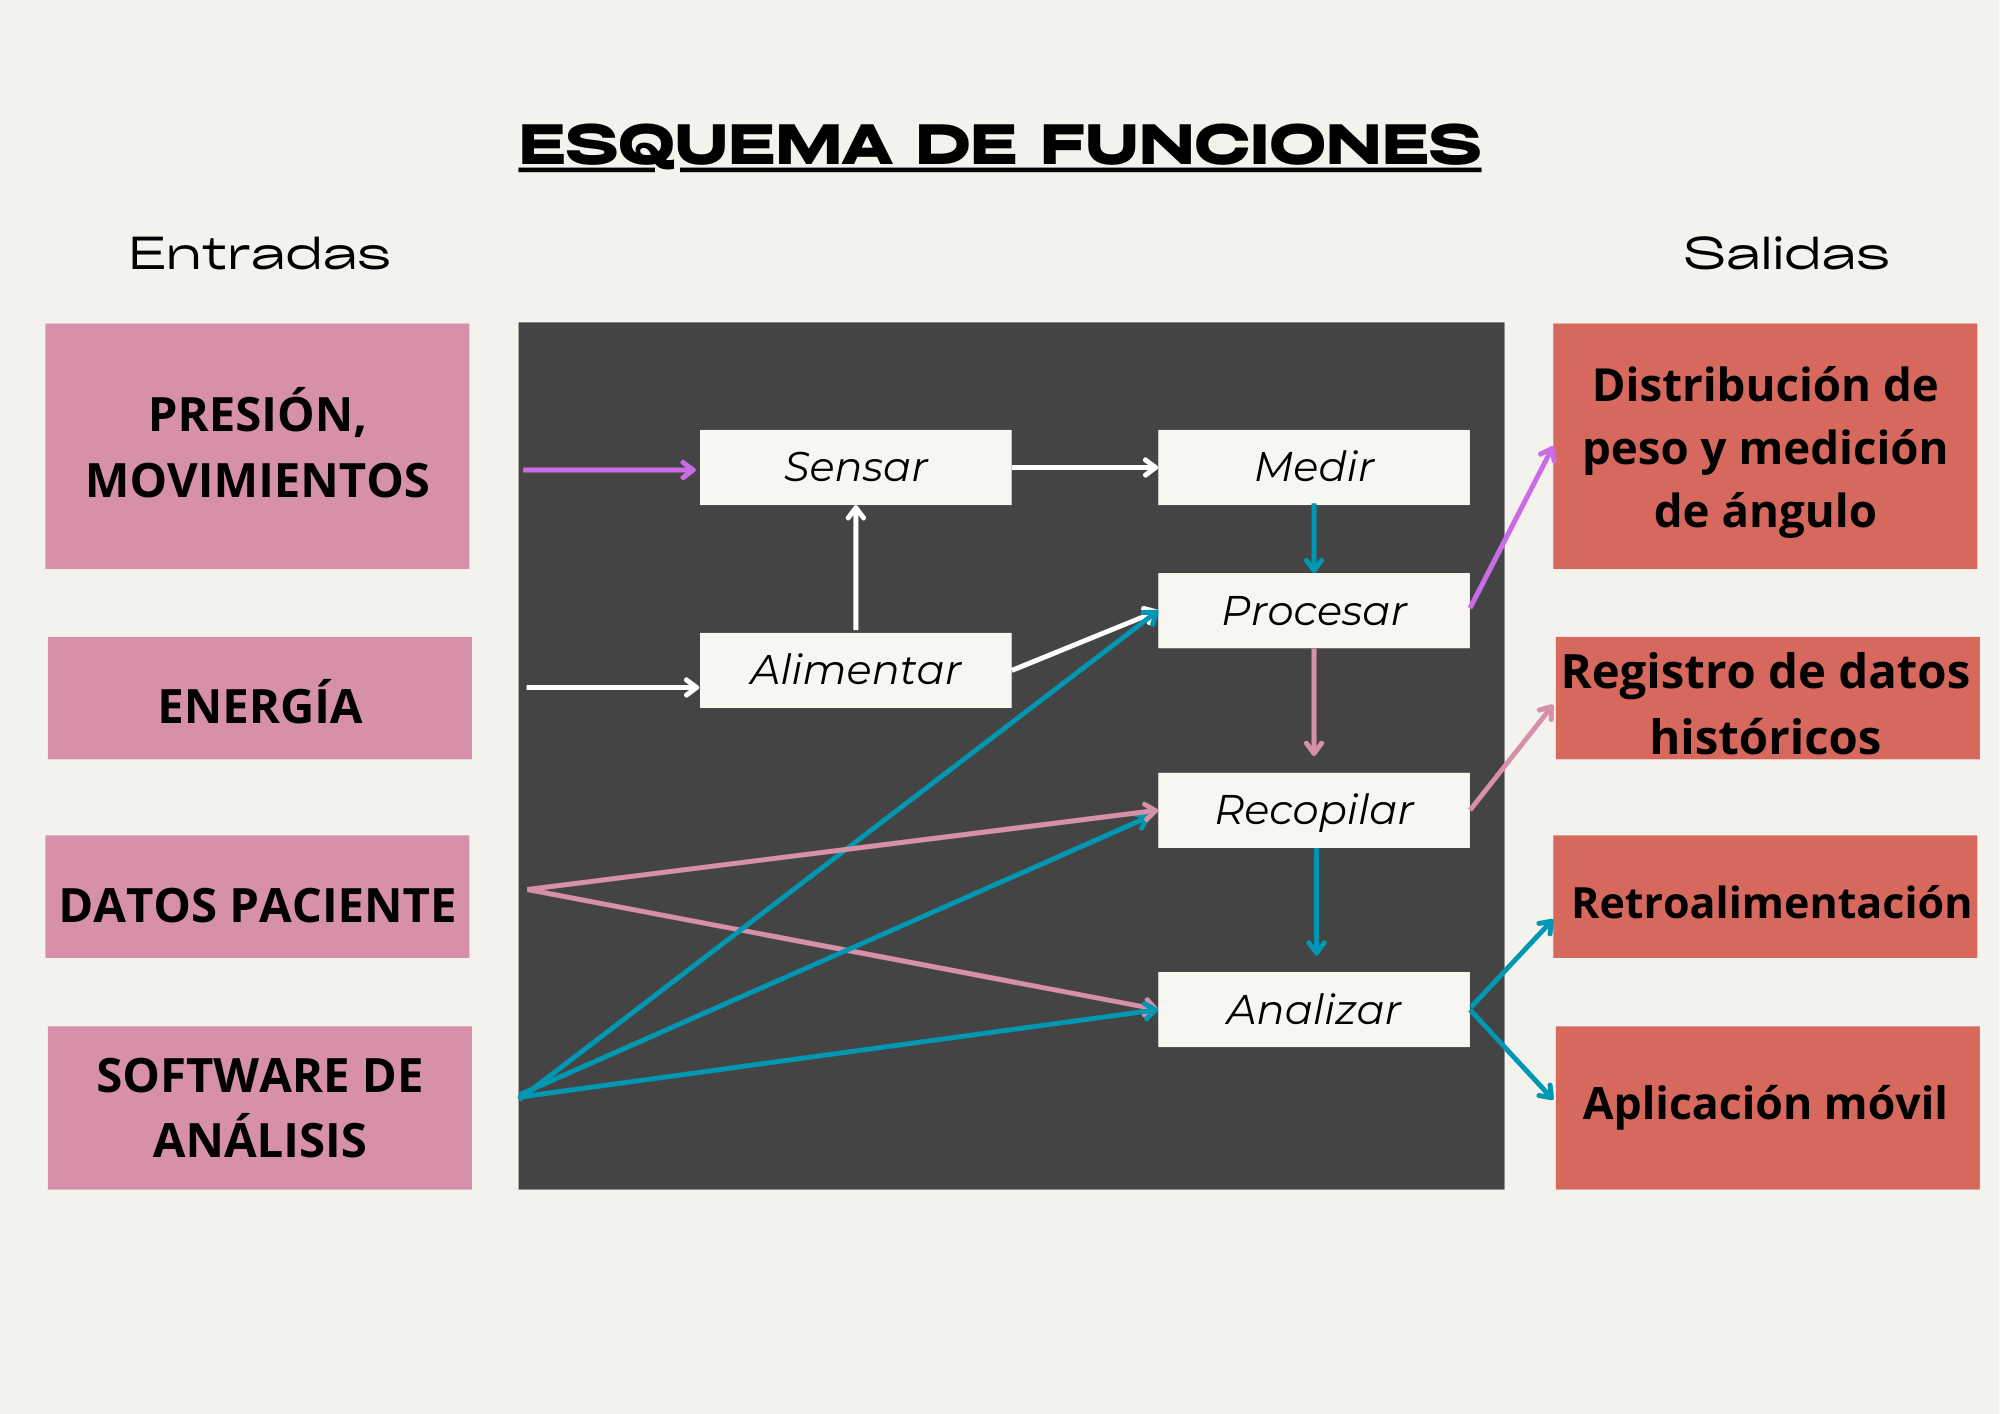 ESQUEMA DE FUNCIONES
Entradas
Salidas
PRESIÓN,
MOVIMIENTOS
ENERGÍA
DATOS PACIENTE
SOFTWARE DE
ANÁLISIS
Sensar
Medir
Alimentar
Procesar
Recopilar
Analizar
Distribución de
peso y medición
de ángulo
Registro de datos
históricos
Retroalimentación
Aplicación móvil